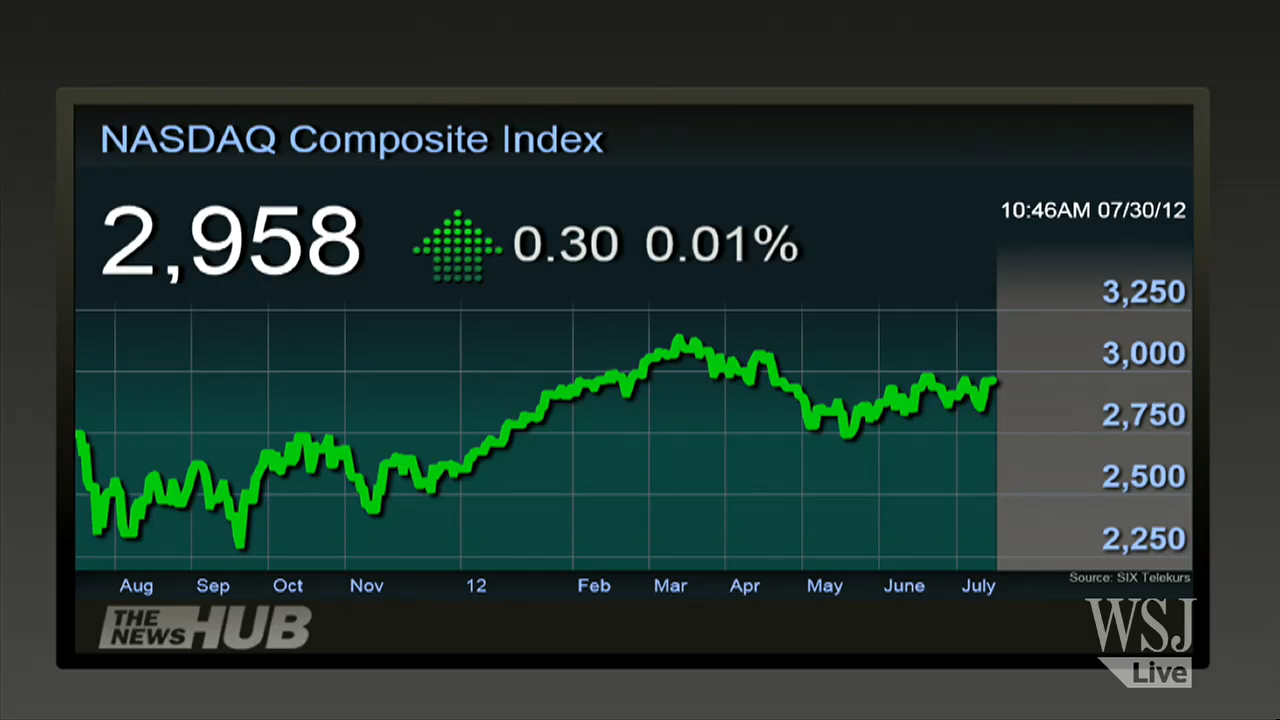 NASDAQ Composite Index
2,958 0.30 0.01%
10:46AM 07/30/12
3,250
3,000
2,750
2,500
2,250
Aug Sep Oct Nov 12 Feb Mar Apr May June July
Source: SIX Telekurs
THE NEWS HUB
WSJ
Live